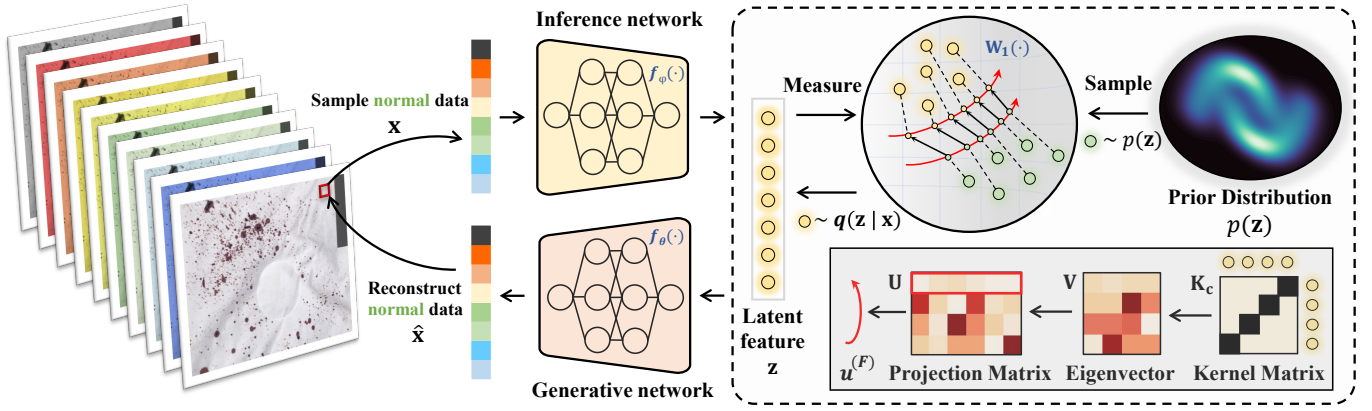 Inference network
f_φ(·)
Sample normal data
x
Reconstruct
normal data
x̂
f_θ(·)
Generative network
Measure
W₁(·)
Sample
~ p(z)
~ q(z | x)
Prior Distribution
p(z)
Latent
feature
z
U
V
K_c
u^(F)
Projection Matrix
Eigenvector
Kernel Matrix